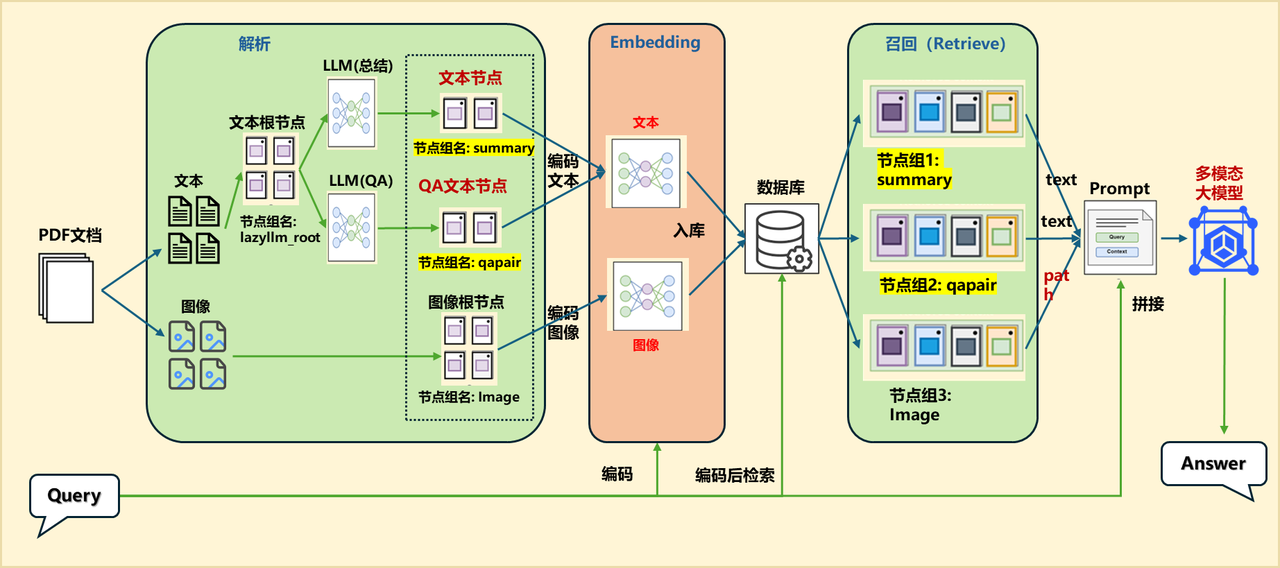 解析
Embedding
召回（Retrieve）
PDF文档
文本
图像
文本根节点
节点组名:
lazyllm_root
LLM(总结)
LLM(QA)
文本节点
节点组名: summary
QA文本节点
节点组名: qapair
图像根节点
节点组名: Image
编码
文本
编码
图像
文本
图像
入库
数据库
节点组1:
summary
节点组2: qapair
节点组3:
Image
text
text
pat
h
Prompt
Query
Context
拼接
多模态
大模型
Answer
Query
编码
编码后检索